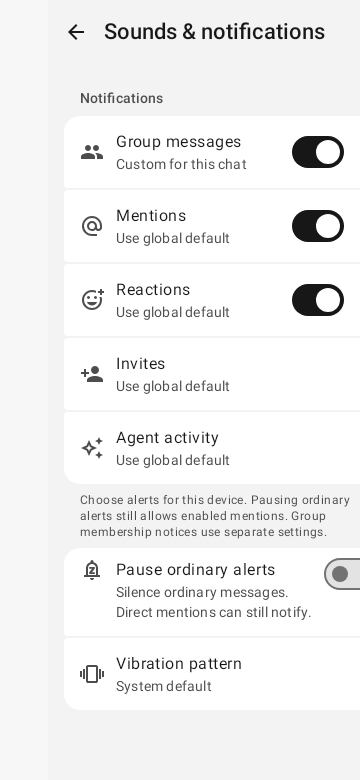 Sounds & notifications
Notifications
Group messages
Custom for this chat
Mentions
Use global default
Reactions
Use global default
Invites
Use global default
Agent activity
Use global default
Choose alerts for this device. Pausing ordinary
alerts still allows enabled mentions. Group
membership notices use separate settings.
Pause ordinary alerts
Silence ordinary messages.
Direct mentions can still notify.
Vibration pattern
System default